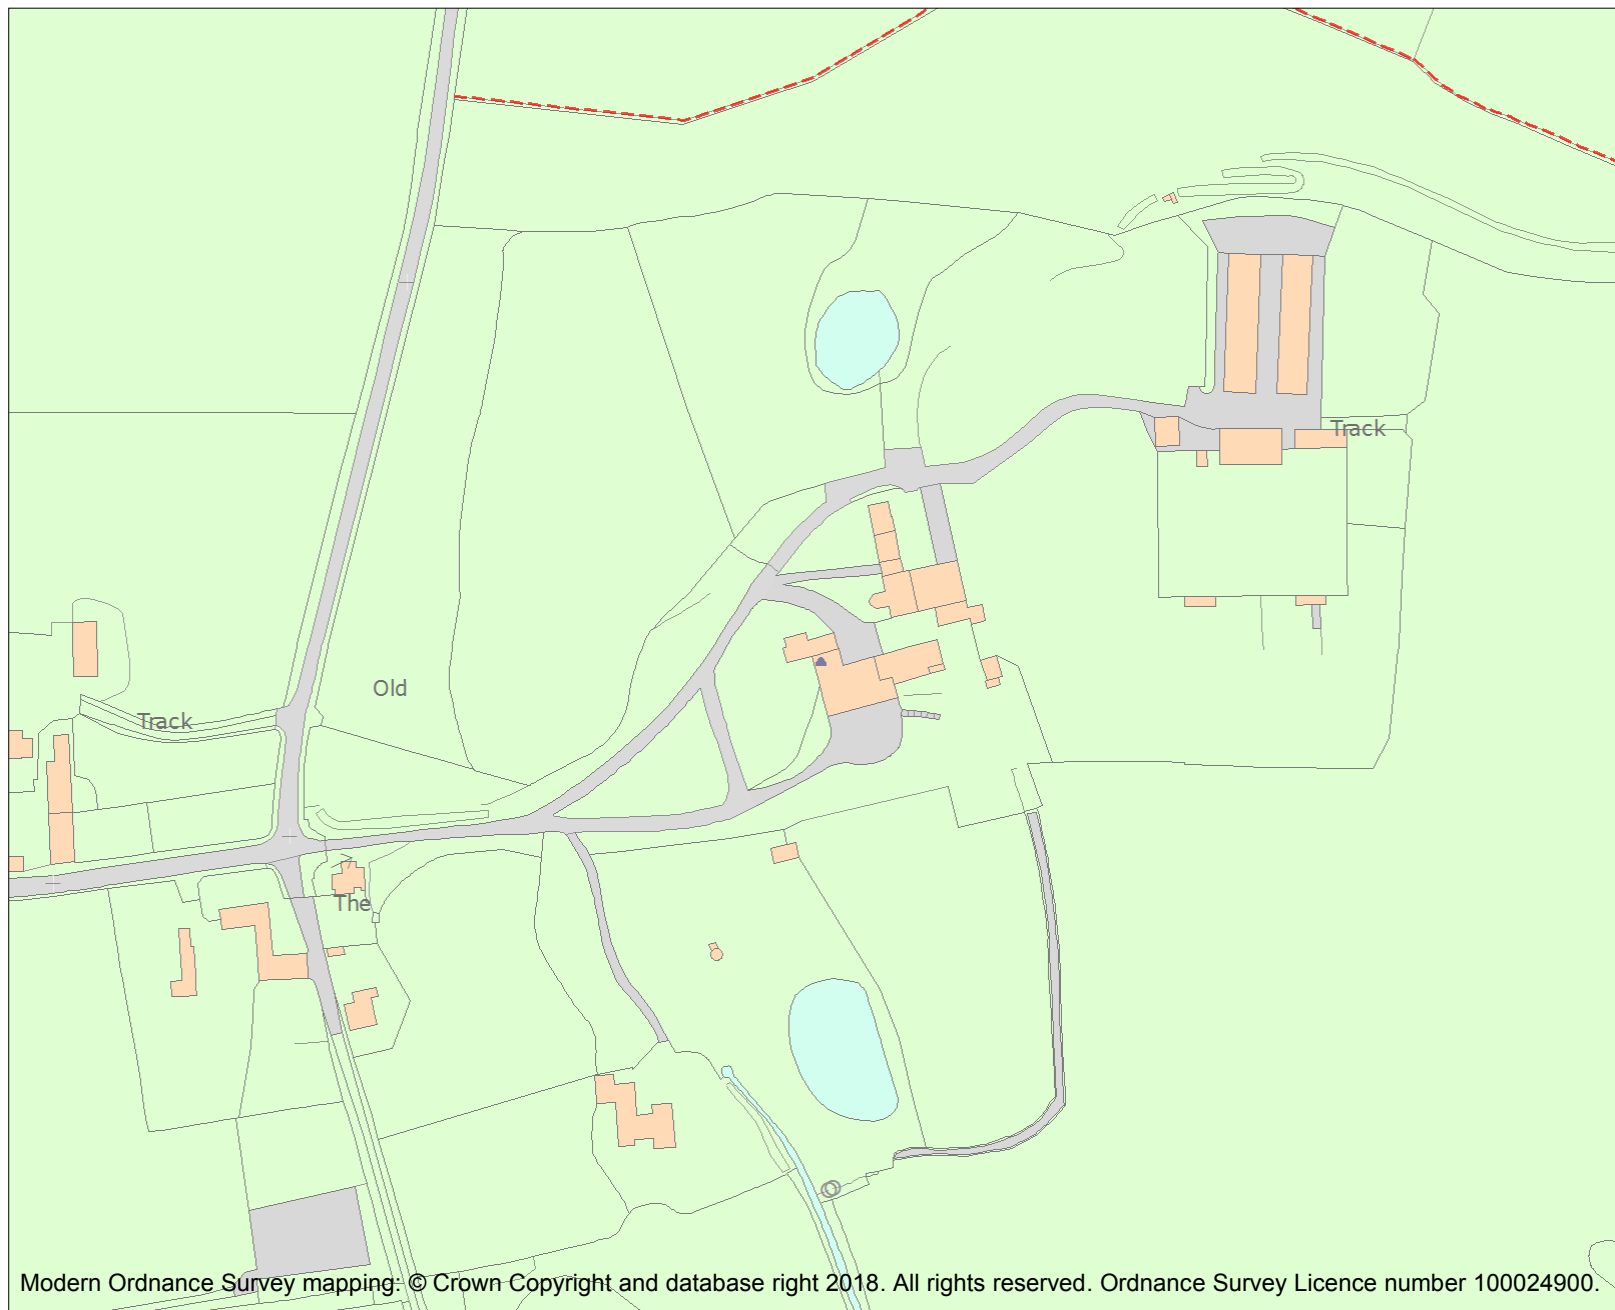 Track
Old
Track
The
Modern Ordnance Survey mapping: © Crown Copyright and database right 2018. All rights reserved. Ordnance Survey Licence number 100024900.